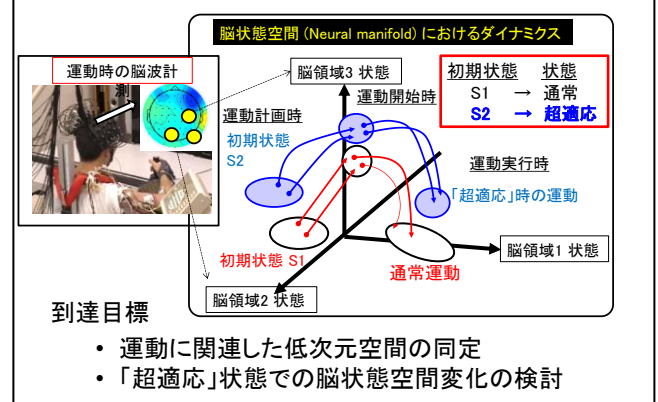 脳状態空間 (Neural manifold) におけるダイナミクス
運動時の脳波計
測
脳領域3 状態
初期状態 状態
S1 → 通常
S2 → 超適応
運動計画時
運動開始時
初期状態
S2
運動実行時
「超適応」時の運動
初期状態 S1
通常運動
脳領域1 状態
脳領域2 状態
到達目標
• 運動に関連した低次元空間の同定
• 「超適応」状態での脳状態空間変化の検討